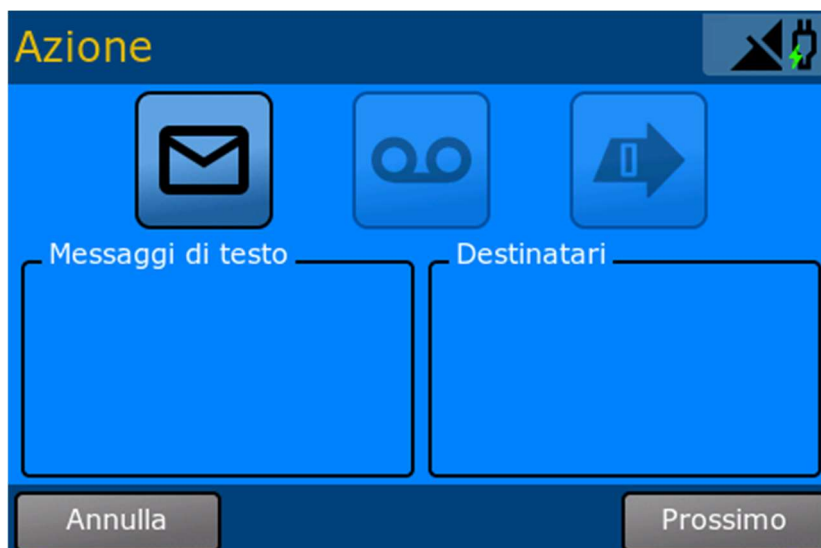 Azione
Messaggi di testo
Destinatari
Annulla
Prossimo